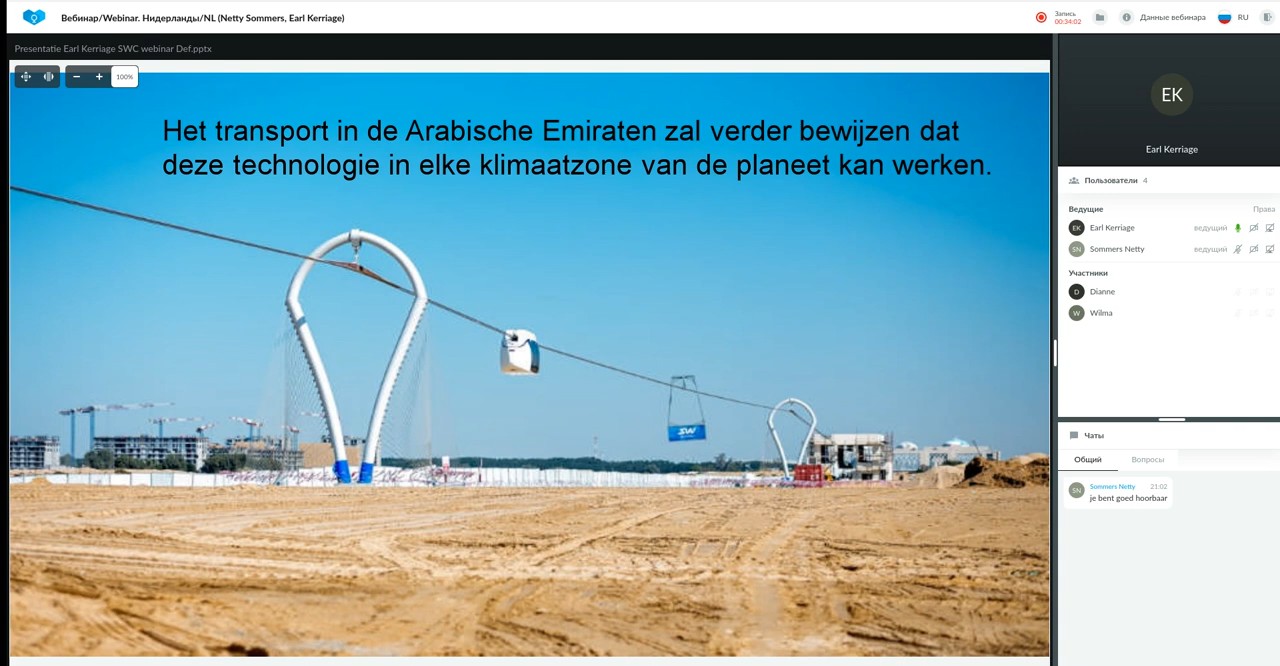 Вебинар/Webinar. Нидерланды/NL (Netty Sommers, Earl Kerriage)
Запись
00:34:02
Данные вебинара
RU
Presentatie Earl Kerriage SWC webinar Def.pptx
100%
Het transport in de Arabische Emiraten zal verder bewijzen dat
deze technologie in elke klimaatzone van de planeet kan werken.
SW
EK
Earl Kerriage
Пользователи 4
Ведущие Права
EK Earl Kerriage ведущий
SN Sommers Netty ведущий
Участники
D Dianne
W Wilma
Чаты
Общий Вопросы
SN Sommers Netty 21:02
je bent goed hoorbaar